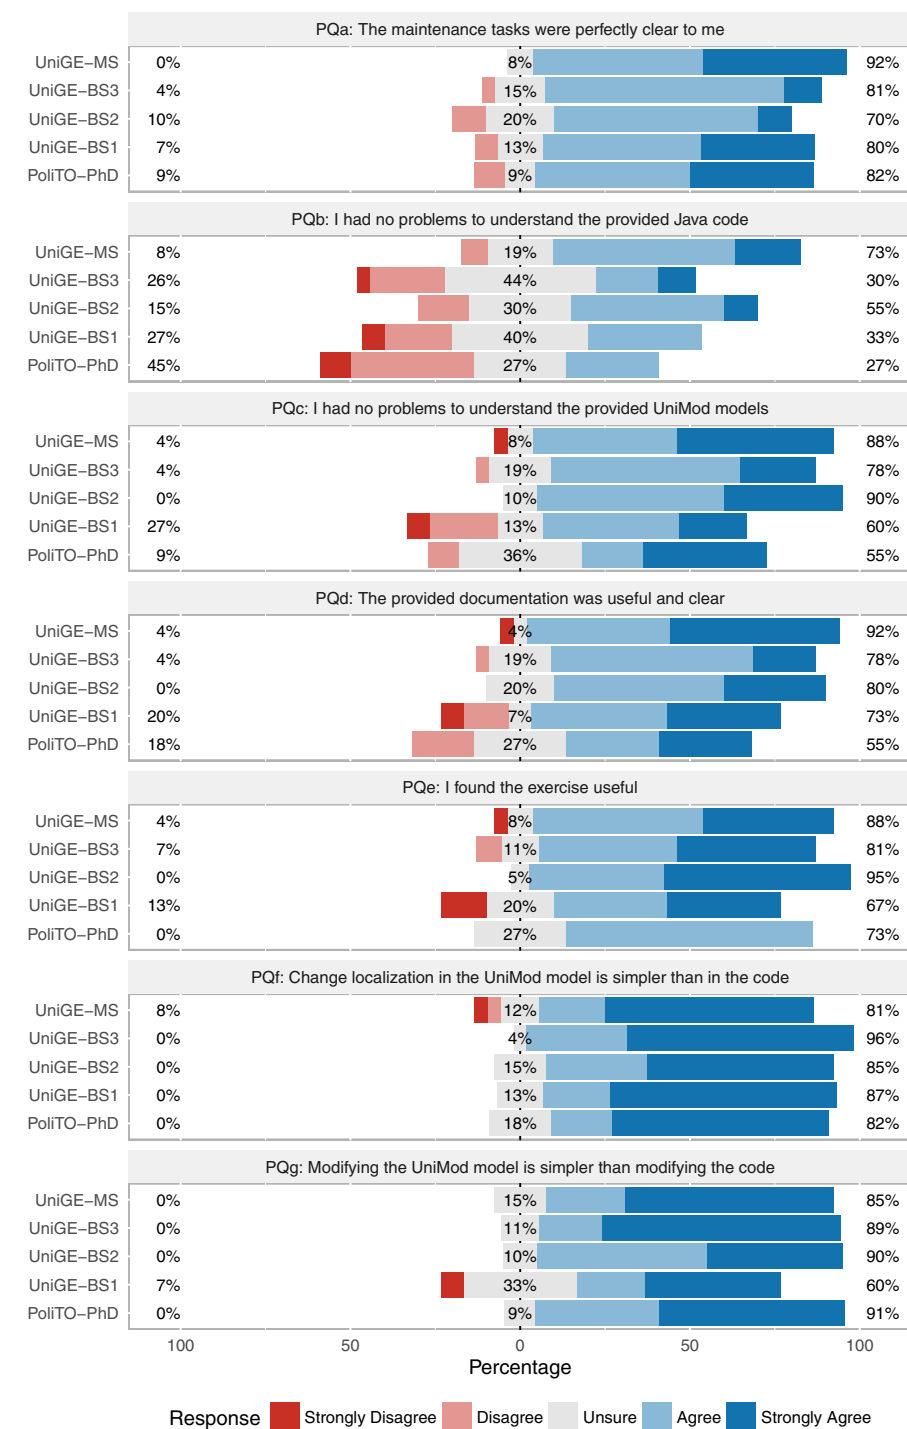 PQa: The maintenance tasks were perfectly clear to me
UniGE−MS 0% 8% 92%
UniGE−BS3 4% 15% 81%
UniGE−BS2 10% 20% 70%
UniGE−BS1 7% 13% 80%
PoliTO−PhD 9% 9% 82%
PQb: I had no problems to understand the provided Java code
UniGE−MS 8% 19% 73%
UniGE−BS3 26% 44% 30%
UniGE−BS2 15% 30% 55%
UniGE−BS1 27% 40% 33%
PoliTO−PhD 45% 27% 27%
PQc: I had no problems to understand the provided UniMod models
UniGE−MS 4% 8% 88%
UniGE−BS3 4% 19% 78%
UniGE−BS2 0% 10% 90%
UniGE−BS1 27% 13% 60%
PoliTO−PhD 9% 36% 55%
PQd: The provided documentation was useful and clear
UniGE−MS 4% 4% 92%
UniGE−BS3 4% 19% 78%
UniGE−BS2 0% 20% 80%
UniGE−BS1 20% 7% 73%
PoliTO−PhD 18% 27% 55%
PQe: I found the exercise useful
UniGE−MS 4% 8% 88%
UniGE−BS3 7% 11% 81%
UniGE−BS2 0% 5% 95%
UniGE−BS1 13% 20% 67%
PoliTO−PhD 0% 27% 73%
PQf: Change localization in the UniMod model is simpler than in the code
UniGE−MS 8% 12% 81%
UniGE−BS3 0% 4% 96%
UniGE−BS2 0% 15% 85%
UniGE−BS1 0% 13% 87%
PoliTO−PhD 0% 18% 82%
PQg: Modifying the UniMod model is simpler than modifying the code
UniGE−MS 0% 15% 85%
UniGE−BS3 0% 11% 89%
UniGE−BS2 0% 10% 90%
UniGE−BS1 7% 33% 60%
PoliTO−PhD 0% 9% 91%
100 50 0 50 100
Percentage
Response Strongly Disagree Disagree Unsure Agree Strongly Agree